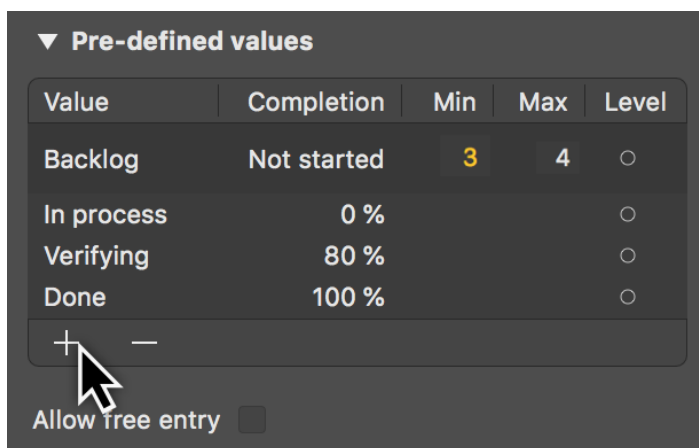 Pre-defined values
Value Completion Min Max Level
Backlog Not started 3 4
In process 0 %
Verifying 80 %
Done 100 %
Allow free entry